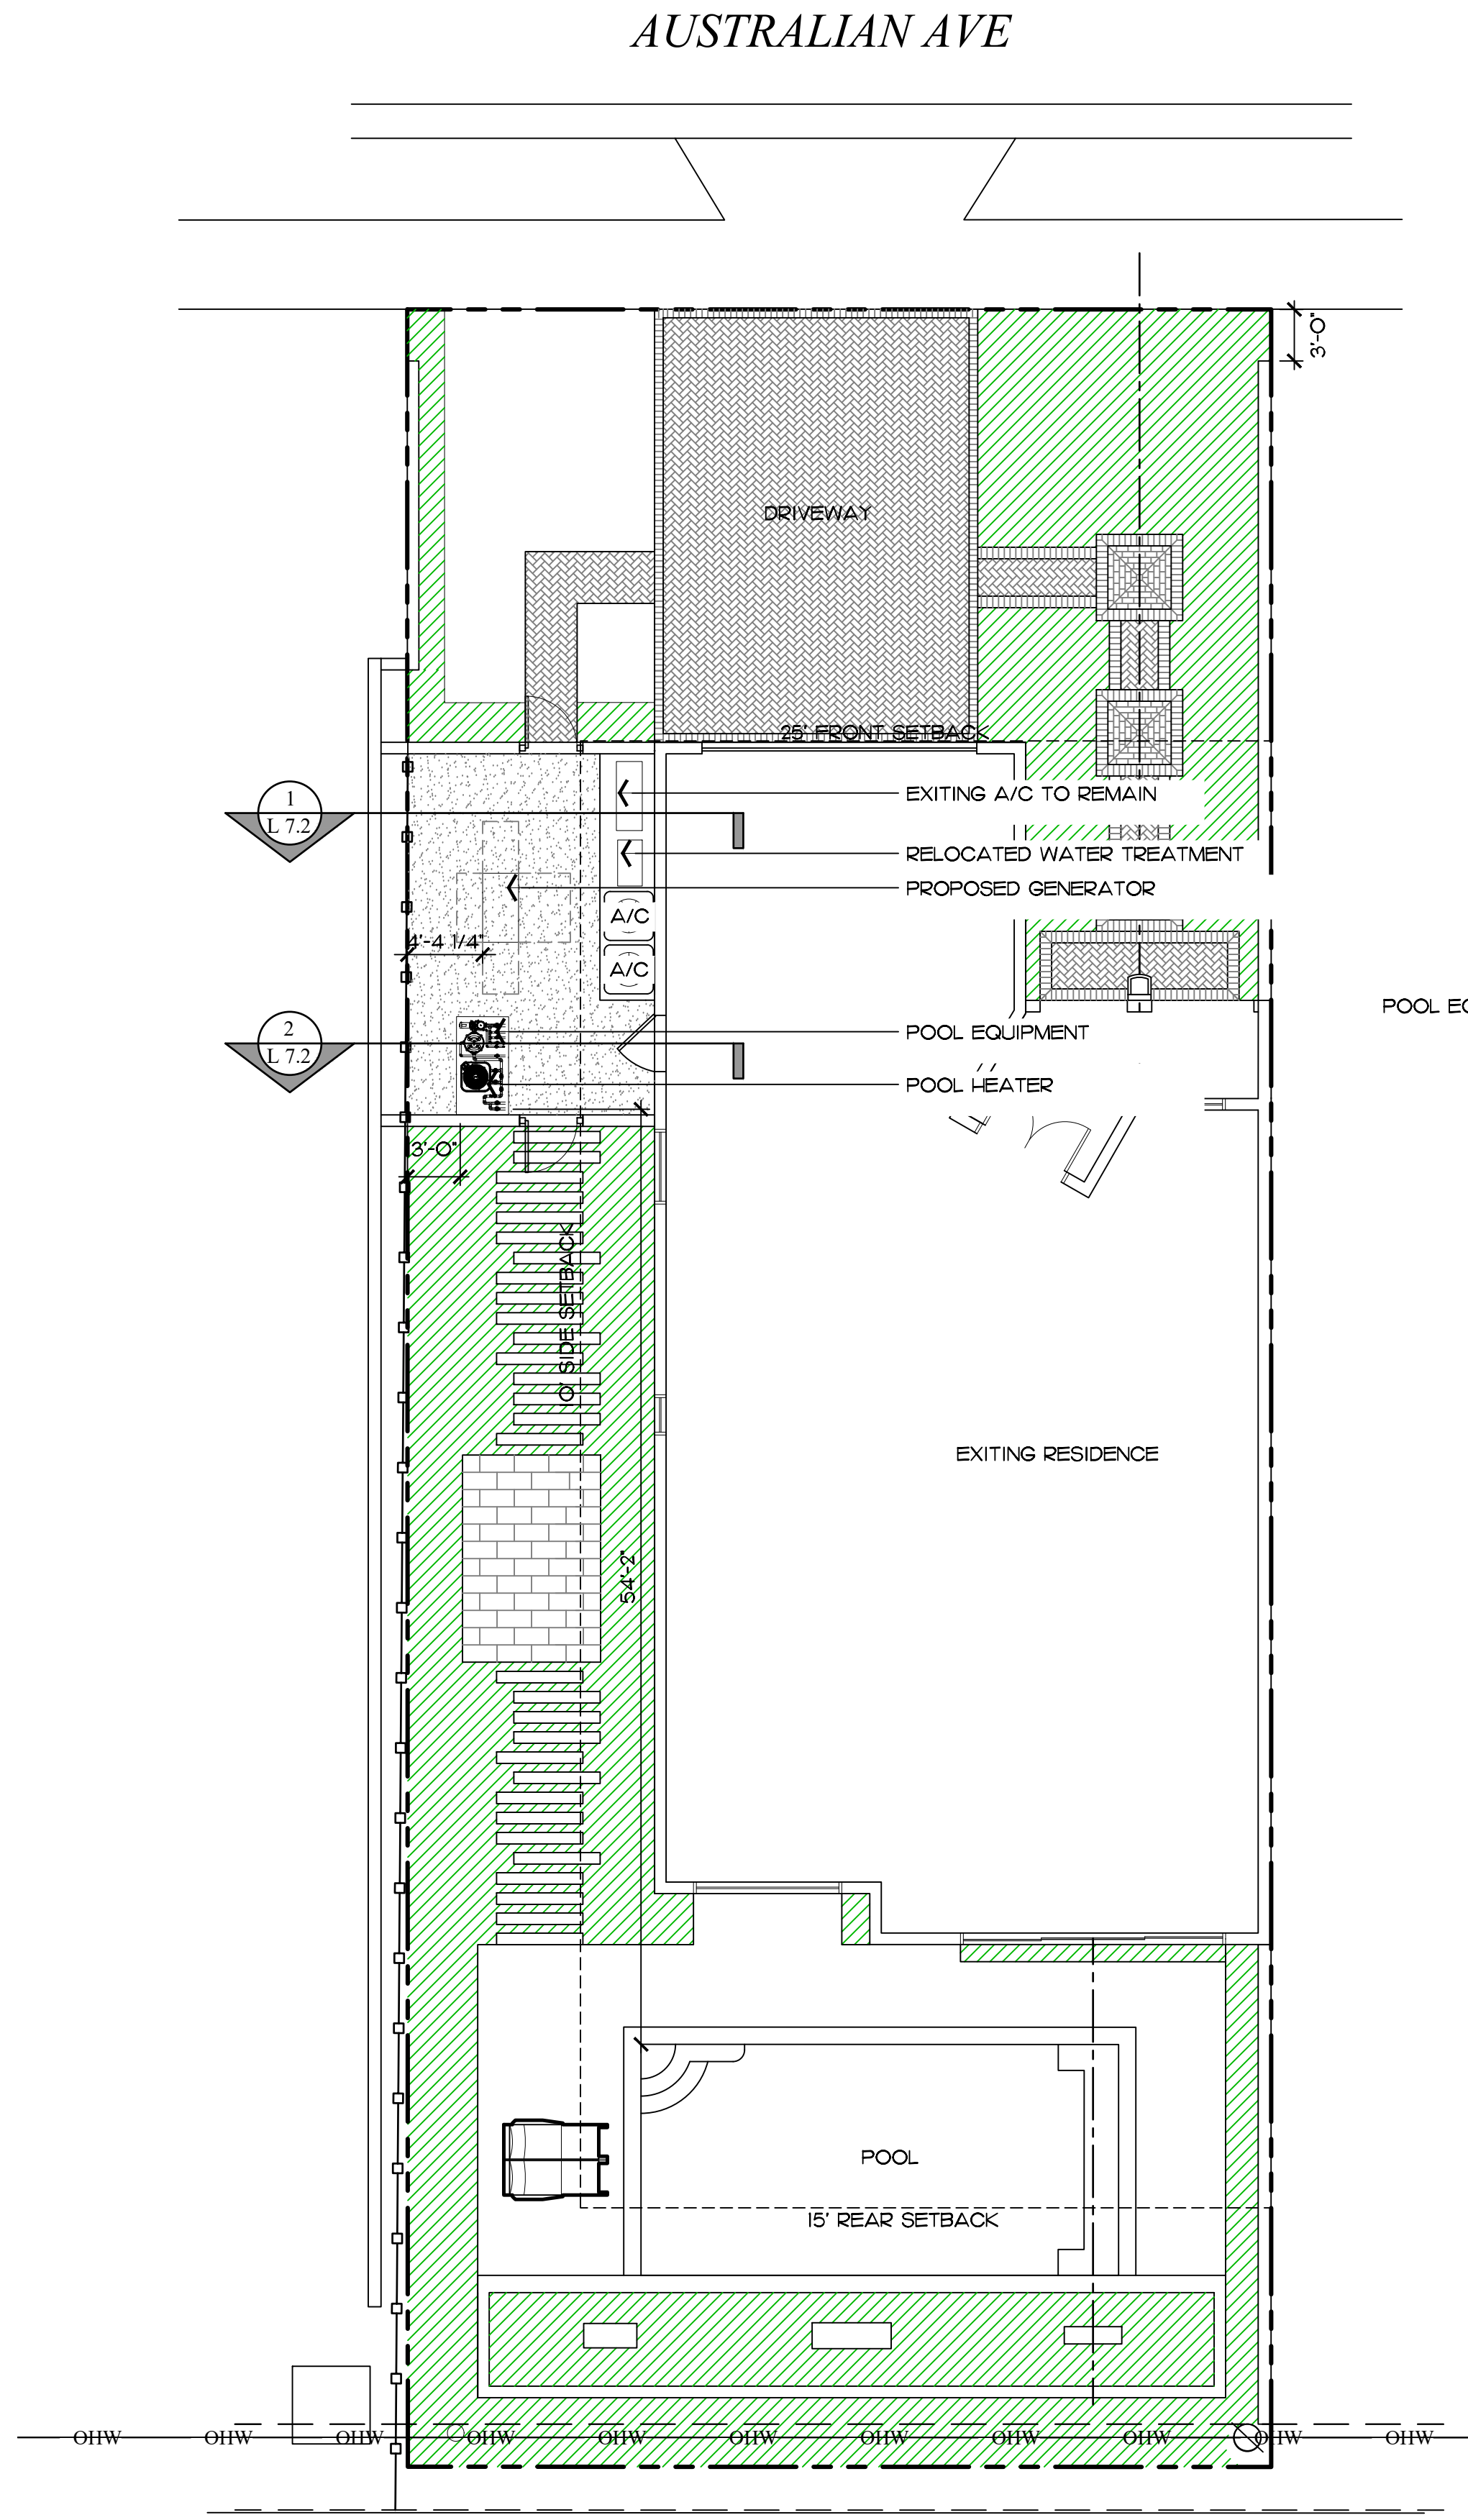 AUSTRALIAN AVE
3'-0"
DRIVEWAY
25' FRONT SETBACK
EXITING A/C TO REMAIN
1
L 7.2
RELOCATED WATER TREATMENT
PROPOSED GENERATOR
A/C
4'-4 1/4"
A/C
POOL EQ
2
L 7.2
POOL EQUIPMENT
POOL HEATER
3'-0"
10' SIDE SETBACK
EXITING RESIDENCE
54'-2"
POOL
15' REAR SETBACK
OHW OHW OHW OHW OHW OHW OHW OHW OHW OHW OHW